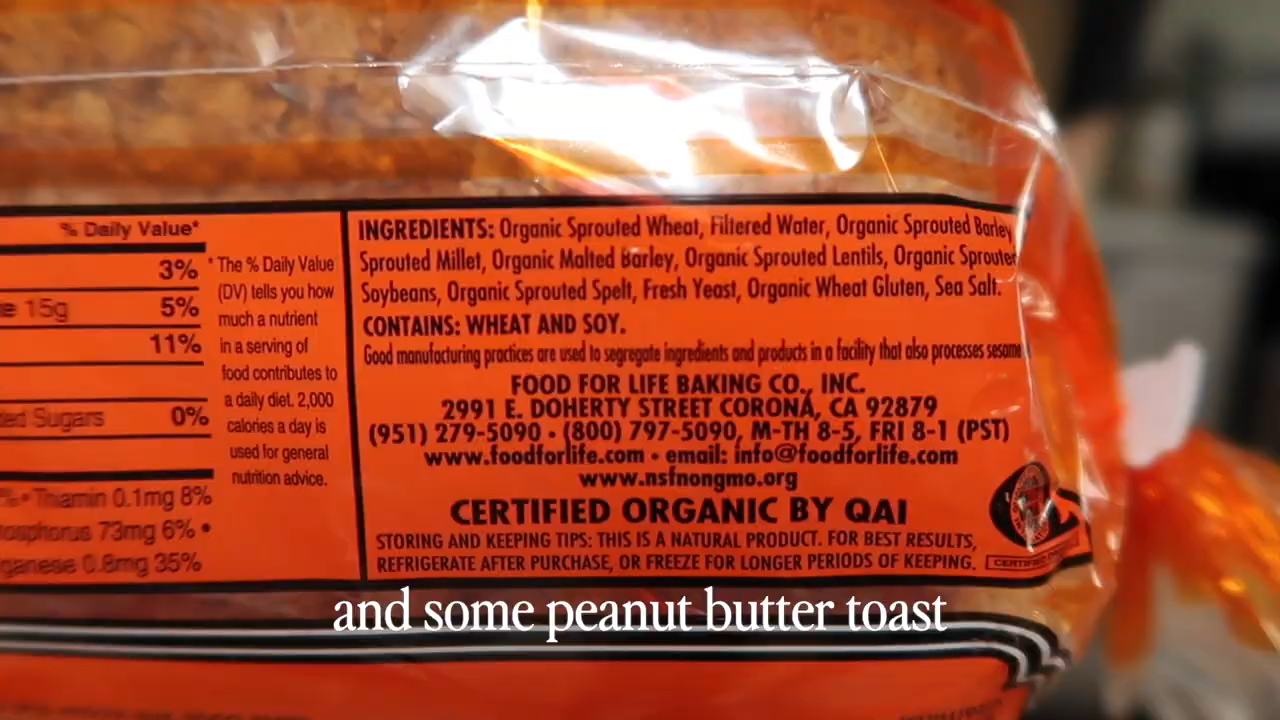 % Daily Value*
3%
15g 5%
11%
Sugars 0%
Thiamin 0.1mg 8%
73mg 6% •
0.8mg 35%
* The % Daily Value
(DV) tells you how
much a nutrient
in a serving of
food contributes to
a daily diet. 2,000
calories a day is
used for general
nutrition advice.
INGREDIENTS: Organic Sprouted Wheat, Filtered Water, Organic Sprouted Barley
Sprouted Millet, Organic Malted Barley, Organic Sprouted Lentils, Organic Sproute
Soybeans, Organic Sprouted Spelt, Fresh Yeast, Organic Wheat Gluten, Sea Salt.
CONTAINS: WHEAT AND SOY.
Good manufacturing practices are used to segregate ingredients and products in a facility that also processes sesame
FOOD FOR LIFE BAKING CO., INC.
2991 E. DOHERTY STREET CORONA, CA 92879
(951) 279-5090 • (800) 797-5090, M-TH 8-5, FRI 8-1 (PST)
www.foodforlife.com • email: info@foodforlife.com
www.nsfnongmo.org
CERTIFIED ORGANIC BY QAI
STORING AND KEEPING TIPS: THIS IS A NATURAL PRODUCT. FOR BEST RESULTS,
REFRIGERATE AFTER PURCHASE, OR FREEZE FOR LONGER PERIODS OF KEEPING.
and some peanut butter toast